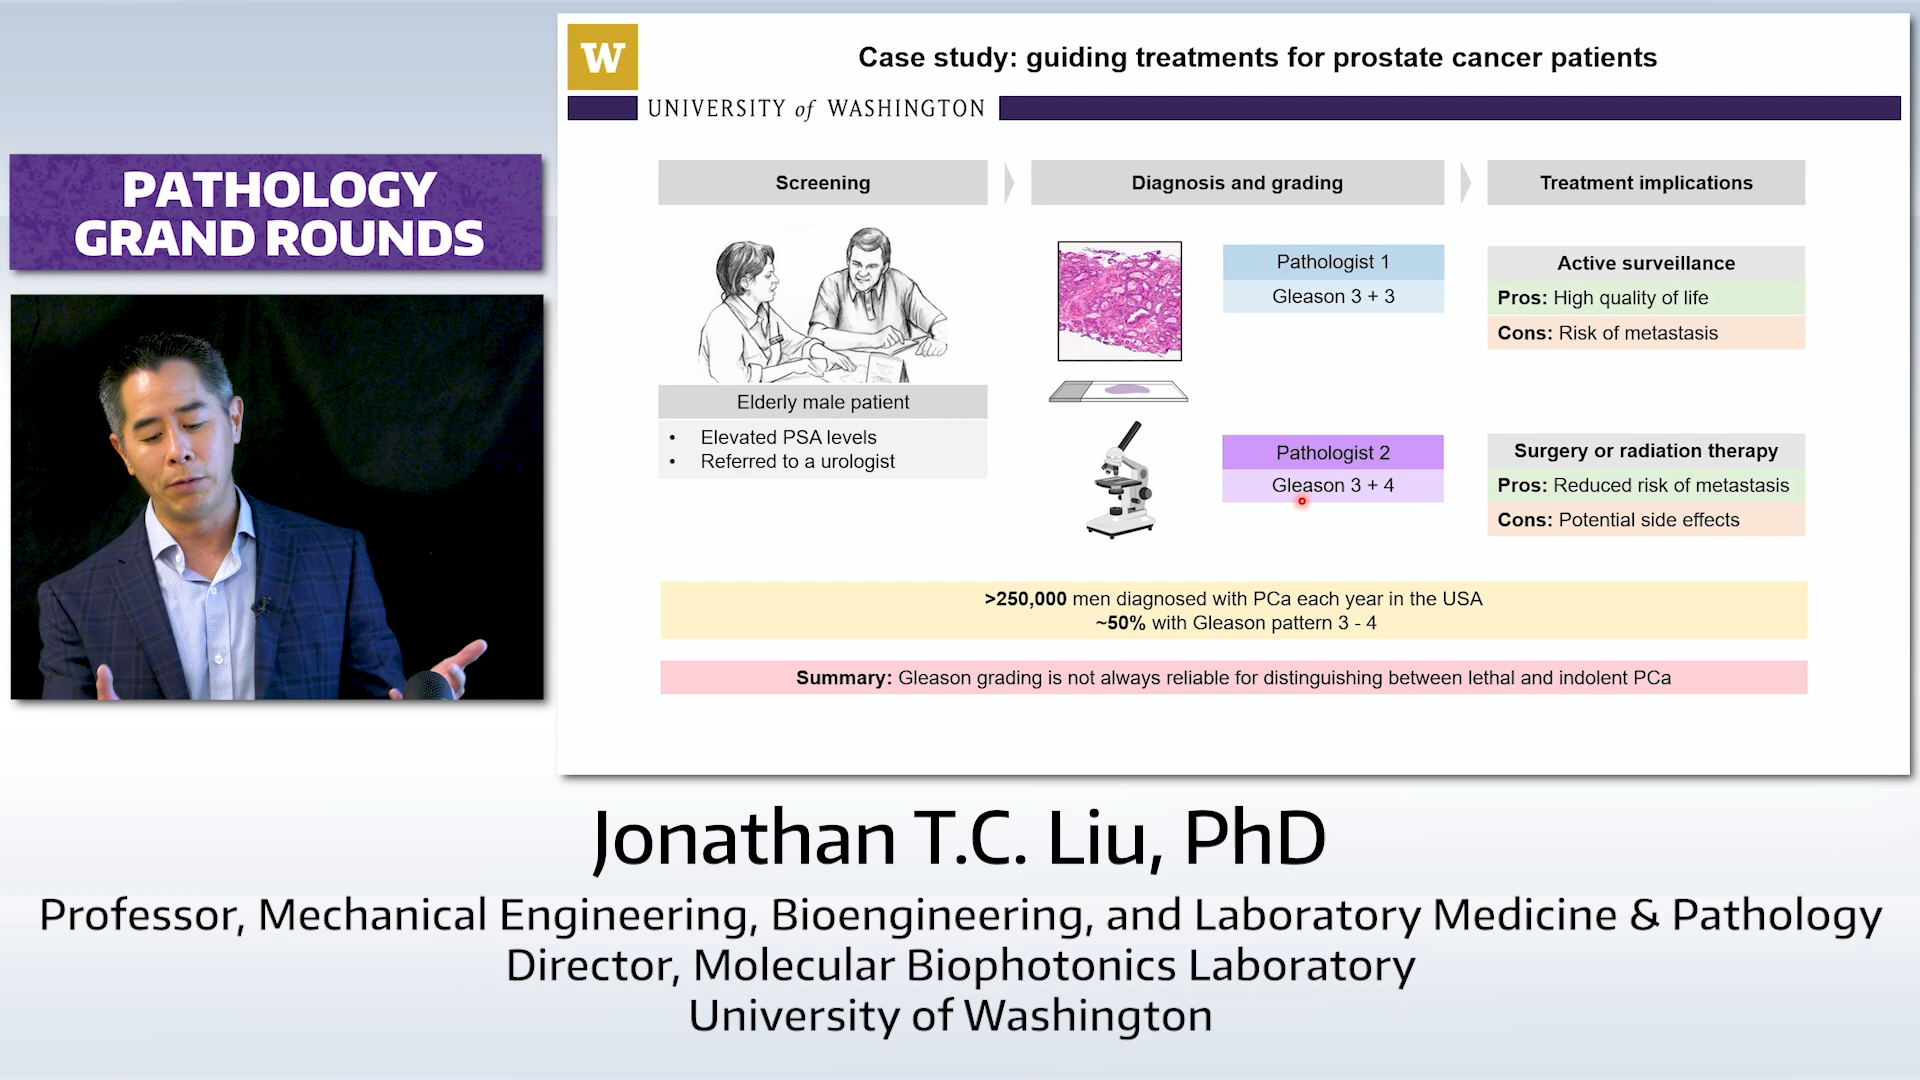 PATHOLOGY
GRAND ROUNDS
W
UNIVERSITY of WASHINGTON
Case study: guiding treatments for prostate cancer patients
Screening
Elderly male patient
• Elevated PSA levels
• Referred to a urologist
Diagnosis and grading
Pathologist 1
Gleason 3 + 3
Pathologist 2
Gleason 3 + 4
Treatment implications
Active surveillance
Pros: High quality of life
Cons: Risk of metastasis
Surgery or radiation therapy
Pros: Reduced risk of metastasis
Cons: Potential side effects
>250,000 men diagnosed with PCa each year in the USA
~50% with Gleason pattern 3 - 4
Summary: Gleason grading is not always reliable for distinguishing between lethal and indolent PCa
Jonathan T.C. Liu, PhD
Professor, Mechanical Engineering, Bioengineering, and Laboratory Medicine & Pathology
Director, Molecular Biophotonics Laboratory
University of Washington